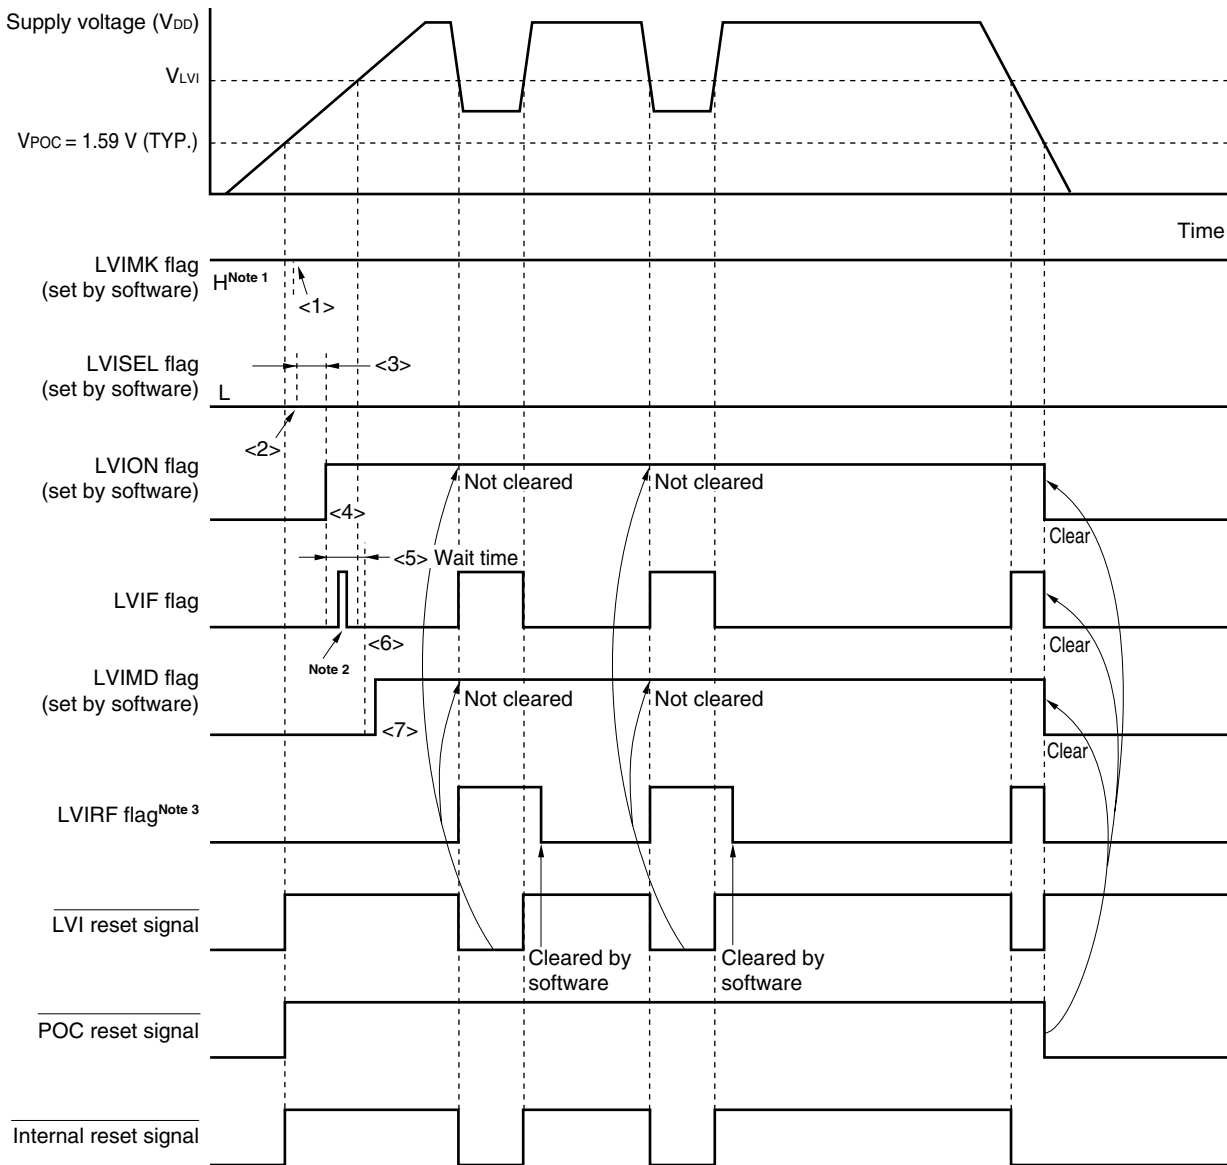 Supply voltage (VDD)
VLVI
VPOC = 1.59 V (TYP.)
Time
LVIMK flag
(set by software)
H Note 1
<1>
LVISEL flag
(set by software)
<3>
L
<2>
LVION flag
(set by software)
Not cleared
Not cleared
<4>
Clear
<5> Wait time
LVIF flag
Note 2
<6>
Clear
LVIMD flag
(set by software)
Not cleared
Not cleared
<7>
Clear
LVIRF flag Note 3
LVI reset signal
Cleared by
software
Cleared by
software
POC reset signal
Internal reset signal